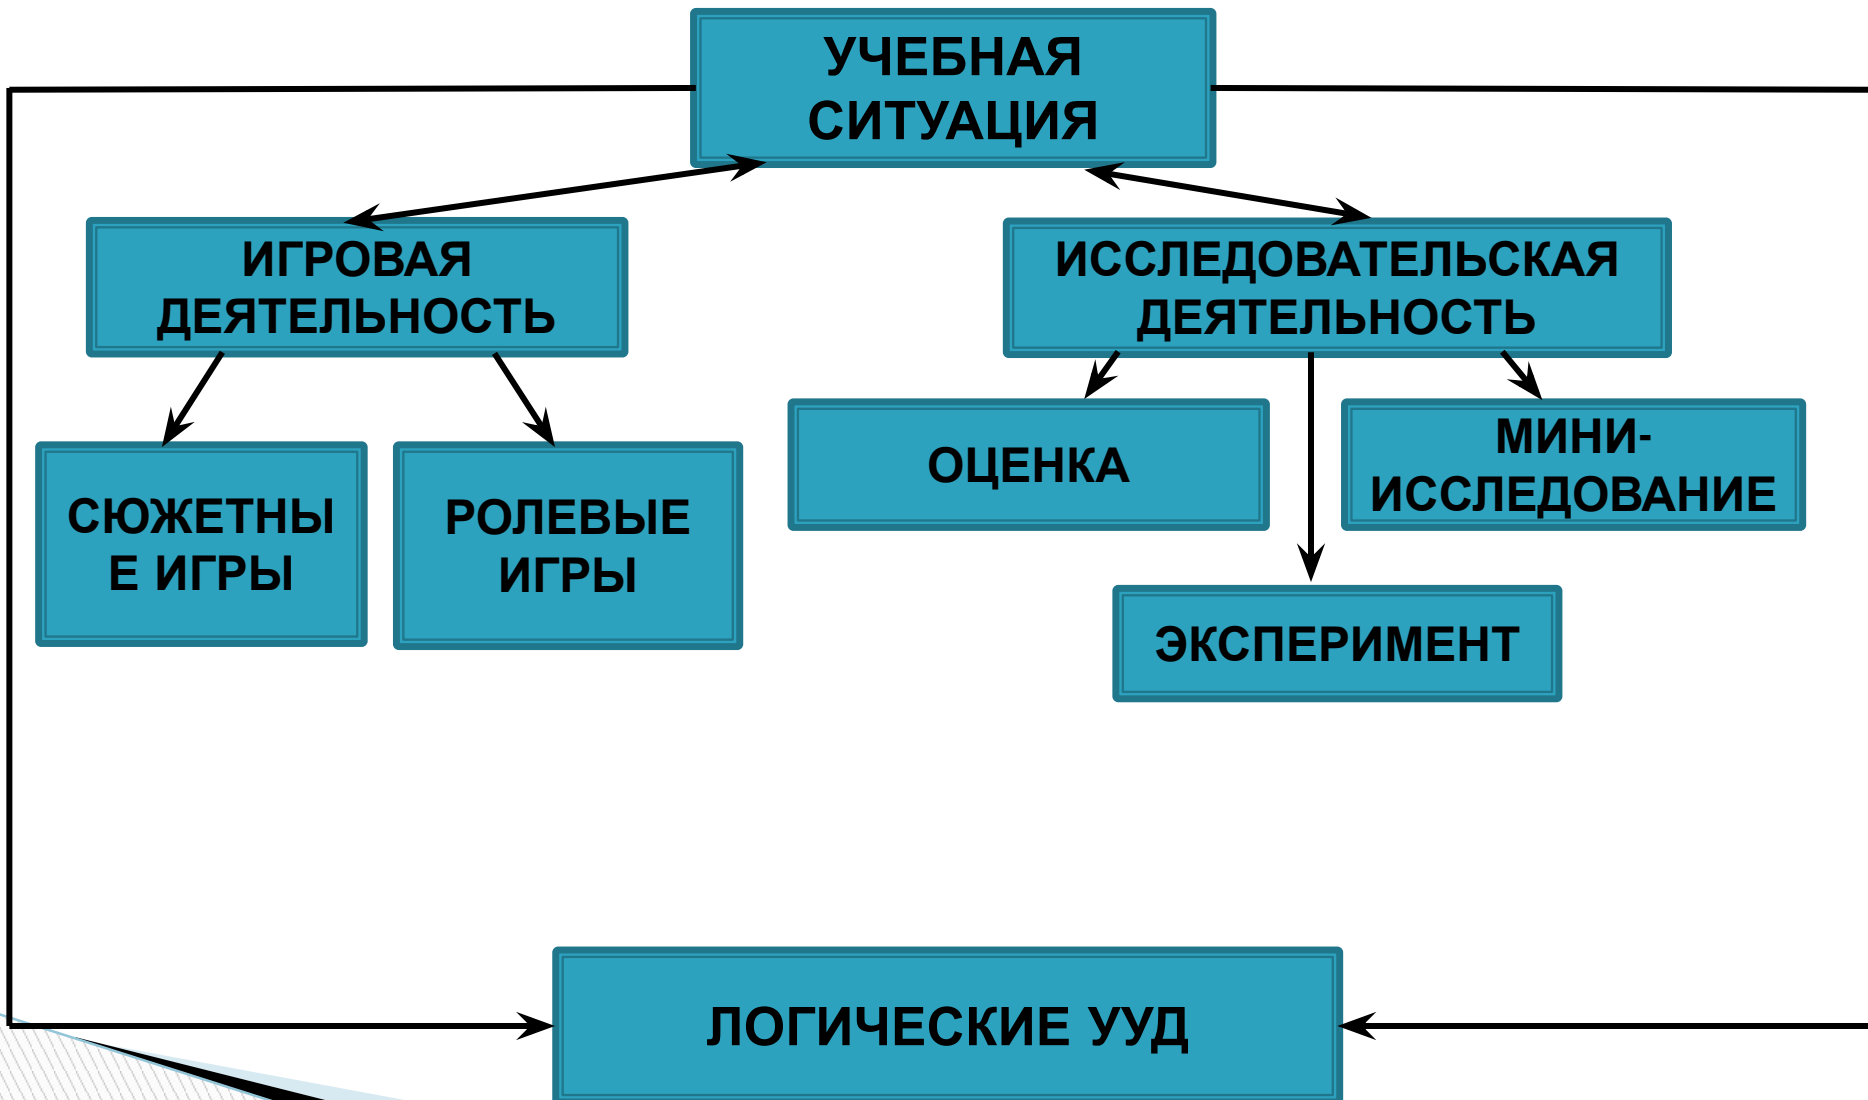 УЧЕБНАЯ
СИТУАЦИЯ
ИГРОВАЯ
ДЕЯТЕЛЬНОСТЬ
ИССЛЕДОВАТЕЛЬСКАЯ
ДЕЯТЕЛЬНОСТЬ
СЮЖЕТНЫ
Е ИГРЫ
РОЛЕВЫЕ
ИГРЫ
ОЦЕНКА
МИНИ-
ИССЛЕДОВАНИЕ
ЭКСПЕРИМЕНТ
ЛОГИЧЕСКИЕ УУД